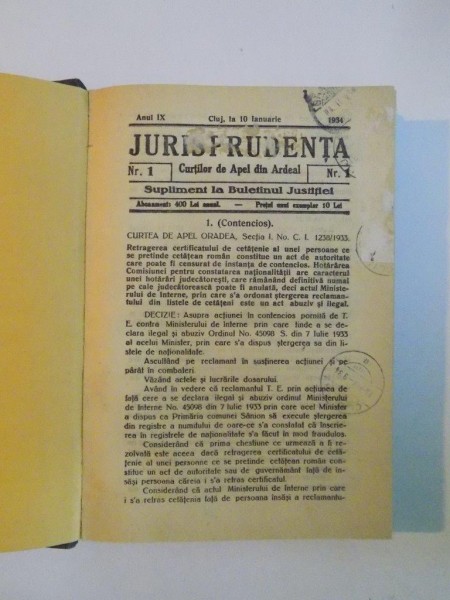 Anul IX Cluj, la 10 Ianuarie 1934
JURISPRUDENȚA
Nr. 1 Curților de Apel din Ardeal Nr. 1
Supliment la Buletinul Justiției
Abonament: 400 Lei anual. — Prețul unui exemplar 10 Lei
1. (Contencios).
CURTEA DE APEL ORADEA, Secția I. No. C. I. 1238/1933.
Retragerea certificatului de cetățenie al unei persoane ce
se pretinde cetățean român constitue un act de autoritate
care poate fi censurat de instanța de contencios. Hotărârea
Comisiunei pentru constatarea naționalității are caracterul
unei hotărâri judecătorești, care rămânând definitivă numai
pe cale judecătorească poate fi anulată, deci actul Ministe-
rului de Interne, prin care s'a ordonat ștergerea reclaman-
tului din listele de cetățeni este un act abuziv și ilegal.
DECIZIE: Asupra acțiunei în contencios pornită de T.
E. contra Ministerului de Interne prin care tinde a se de-
clara ilegal și abuziv Ordinul No. 45098 S. din 7 Iulie 1933
al acelui Minister, prin care s'a dispus ștergerea sa din li-
stele de naționalitate.
Ascultând pe reclamant în susținerea acțiunei și pe
pârât în combateri.
Văzând actele și lucrările dosarului.
Având în vedere că reclamantul T. E. prin acțiunea de
față cere a se declara ilegal și abuziv ordinul Ministerului
de Interne No. 45098 din 7 Iulie 1933 prin care acel Minister
a dispus ca Primăria comunei Sânion să execute ștergerea
din registre a numului de oare-ce s'a constatat că înscrie-
rea în registrele de naționalitate s'a făcut în mod fraudulos.
Considerând că prima chestiune ce urmează a fi re-
zolvată este aceea dacă retragerea certificatului de cetă-
țenie al unei persoane ce se pretinde cetățean român con-
stitue un act de autoritate sau de guvernământ față de în-
săși persoana căreia i s'a retras certificatul.
Considerând că actul Ministerului de Interne prin care
i s'a retras cetățenia față de persoana însăși a reclamantu-